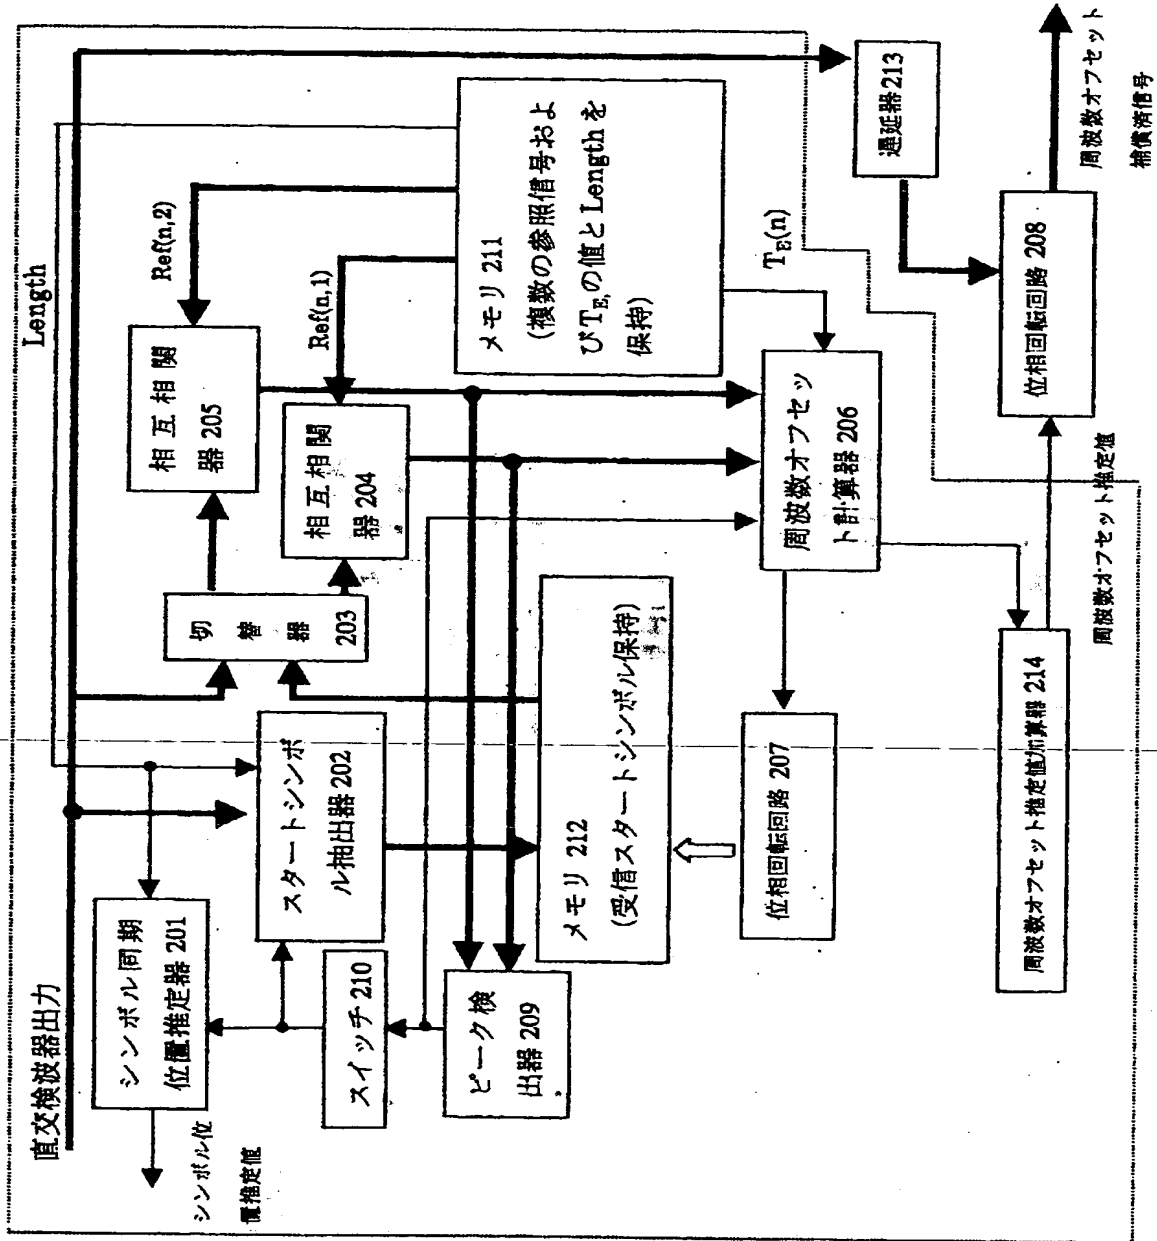 直交検波器出力
Length
シンボル位
置推定値
シンボル同期
位置推定器 201
スタートシンボ
ル抽出器 202
切
替
器
203
相 互 相 関
器 205
Ref(n,2)
相 互 相 関
器 204
Ref(n,1)
スイッチ 210
ピーク検
出器 209
メモリ 212
(受信スタートシンボル保持)
メモリ 211
(複数の参照信号およ
びTE,の値とLengthを
保持)
TE(n)
周波数オフセッ
ト計算器 206
位相回転回路 207
遅延器 213
位相回転回路 208
周波数オフセット推定値加算器 214
周波数オフセット推定値
周波数オフセット
補償済信号